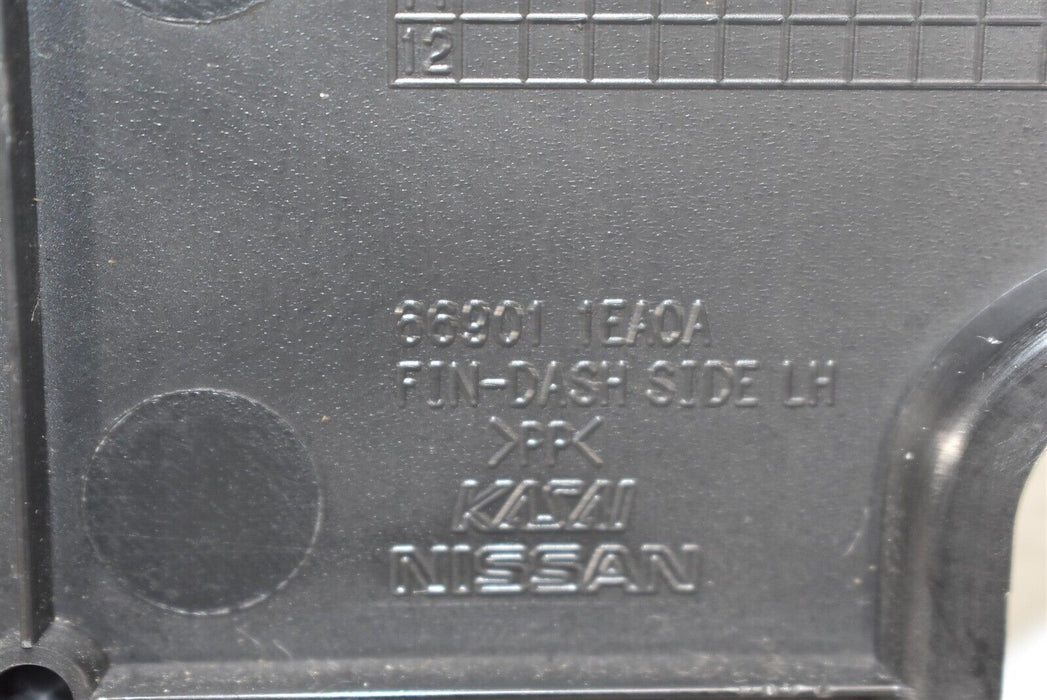 12
66901 1EA0A
FIN-DASH SIDE LH
>PP<
KASAI
NISSAN